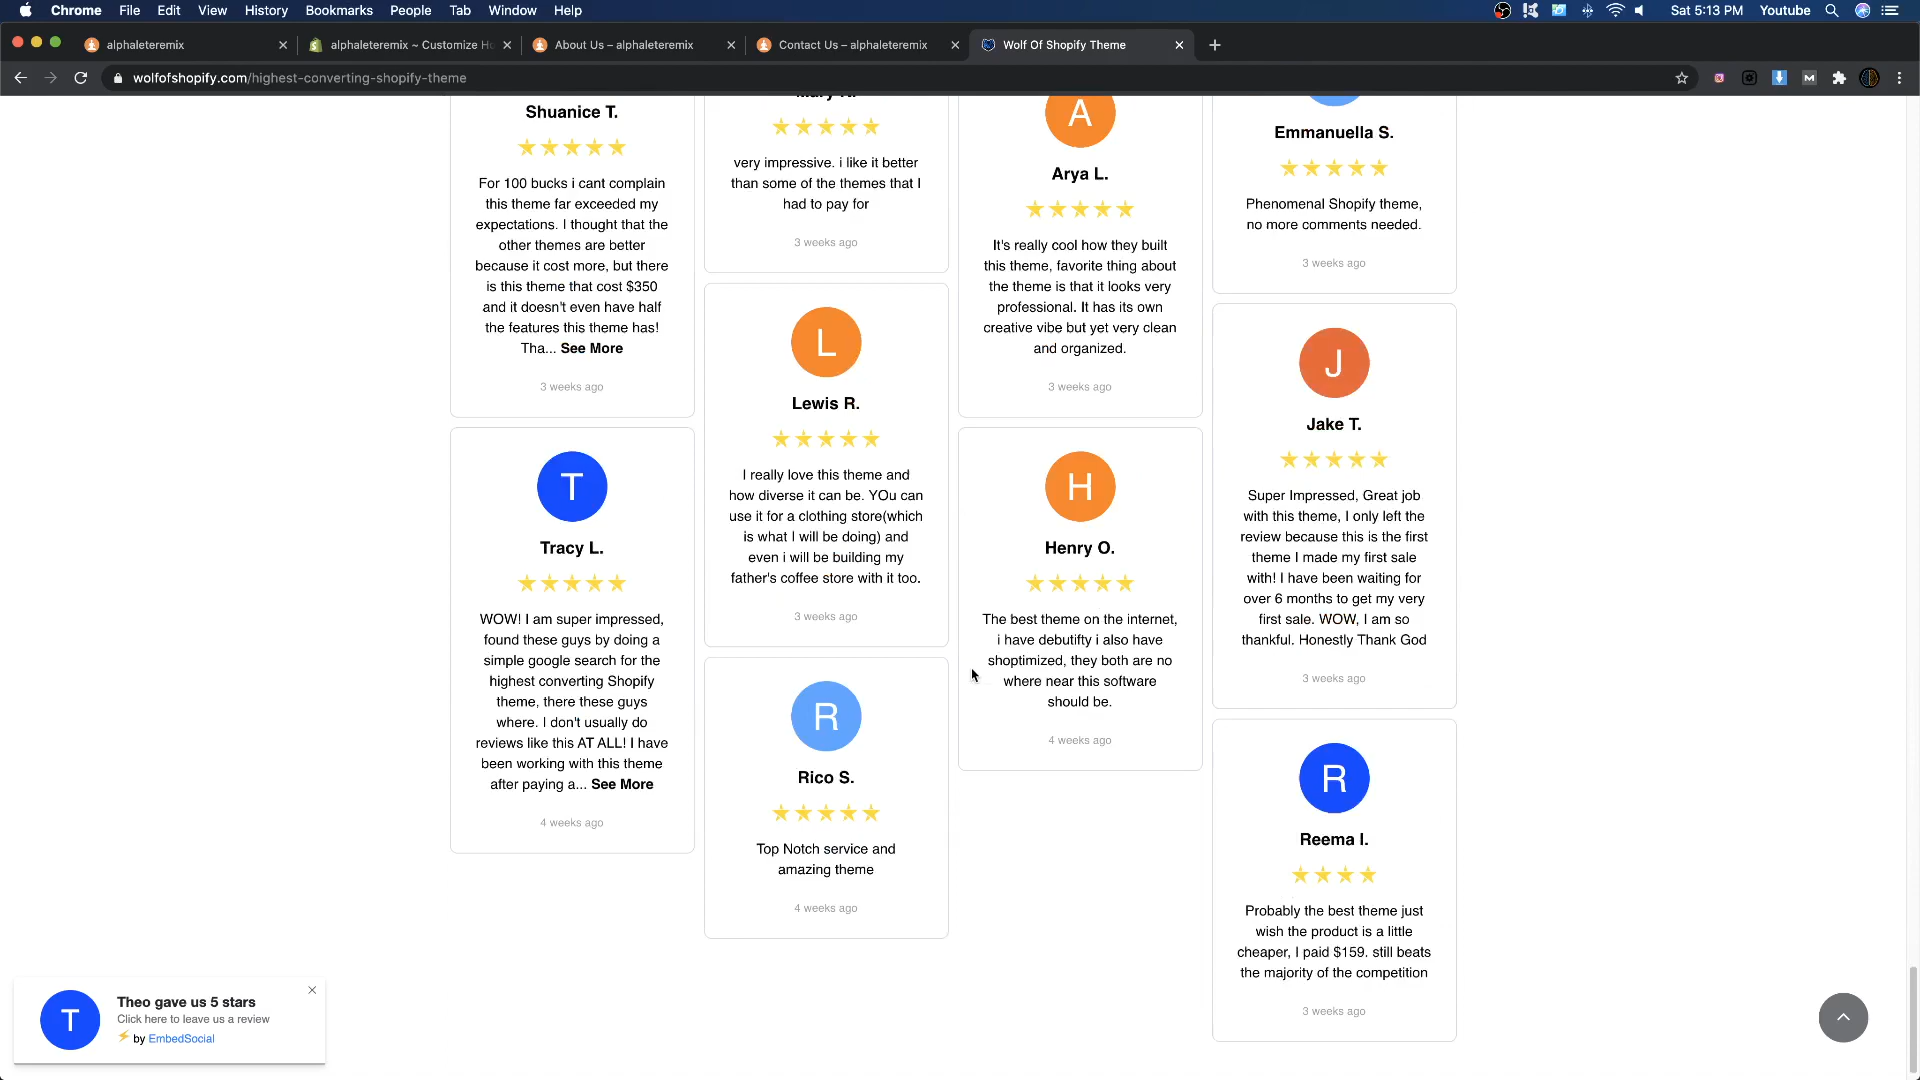 Chrome File Edit View History Bookmarks People Tab Window Help
Sat 5:13 PM Youtube
alphaleteremix
alphaleteremix ~ Customize Ho
About Us – alphaleteremix
Contact Us – alphaleteremix
Wolf Of Shopify Theme
wolfofshopify.com/highest-converting-shopify-theme
Shuanice T.
For 100 bucks i cant complain
this theme far exceeded my
expectations. I thought that the
other themes are better
because it cost more, but there
is this theme that cost $350
and it doesn't even have half
the features this theme has!
Tha... See More
3 weeks ago
T
Tracy L.
WOW! I am super impressed,
found these guys by doing a
simple google search for the
highest converting Shopify
theme, there these guys
where. I don't usually do
reviews like this AT ALL! I have
been working with this theme
after paying a... See More
4 weeks ago
very impressive. i like it better
than some of the themes that I
had to pay for
3 weeks ago
L
Lewis R.
I really love this theme and
how diverse it can be. YOu can
use it for a clothing store(which
is what I will be doing) and
even i will be building my
father's coffee store with it too.
3 weeks ago
R
Rico S.
Top Notch service and
amazing theme
4 weeks ago
A
Arya L.
It's really cool how they built
this theme, favorite thing about
the theme is that it looks very
professional. It has its own
creative vibe but yet very clean
and organized.
3 weeks ago
H
Henry O.
The best theme on the internet,
i have debutifty i also have
shoptimized, they both are no
where near this software
should be.
4 weeks ago
Emmanuella S.
Phenomenal Shopify theme,
no more comments needed.
3 weeks ago
J
Jake T.
Super Impressed, Great job
with this theme, I only left the
review because this is the first
theme I made my first sale
with! I have been waiting for
over 6 months to get my very
first sale. WOW, I am so
thankful. Honestly Thank God
3 weeks ago
R
Reema I.
Probably the best theme just
wish the product is a little
cheaper, I paid $159. still beats
the majority of the competition
3 weeks ago
T
Theo gave us 5 stars
Click here to leave us a review
by EmbedSocial